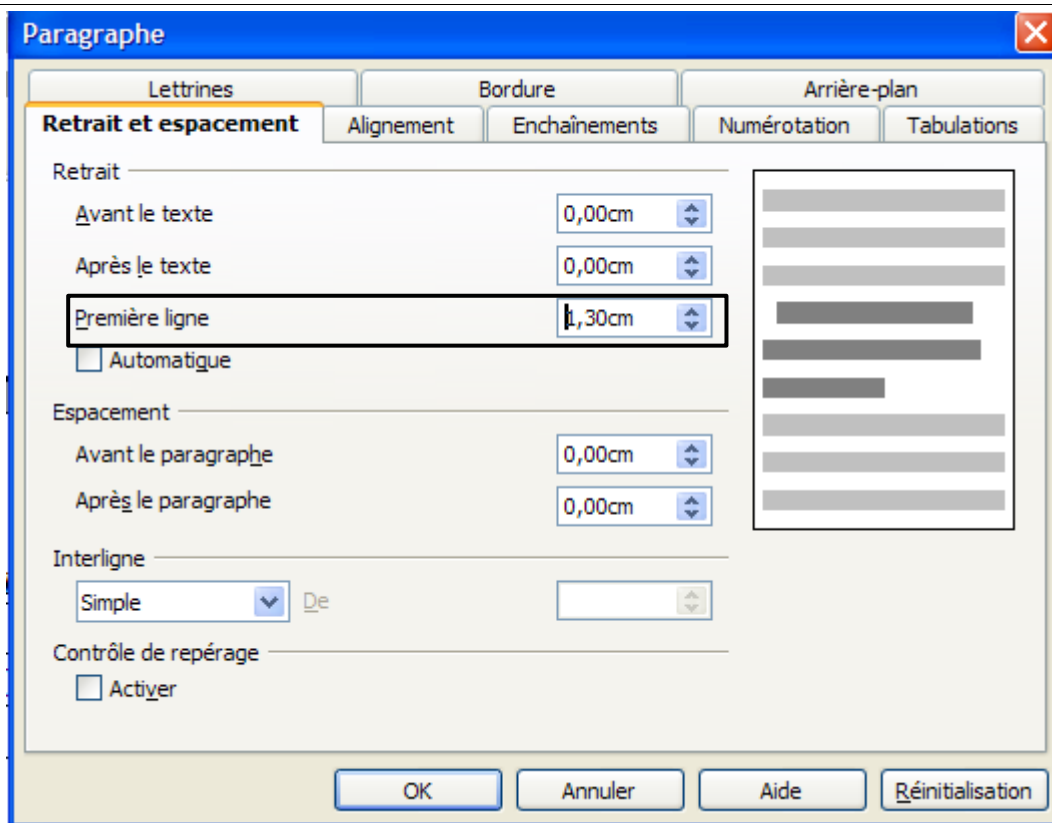 Paragraphe
Lettrines Bordure Arrière-plan
Retrait et espacement Alignement Enchaînements Numérotation Tabulations
Retrait
Avant le texte 0,00cm
Après le texte 0,00cm
Première ligne 1,30cm
Automatique
Espacement
Avant le paragraphe 0,00cm
Après le paragraphe 0,00cm
Interligne
Simple De
Contrôle de repérage
Activer
OK Annuler Aide Réinitialisation